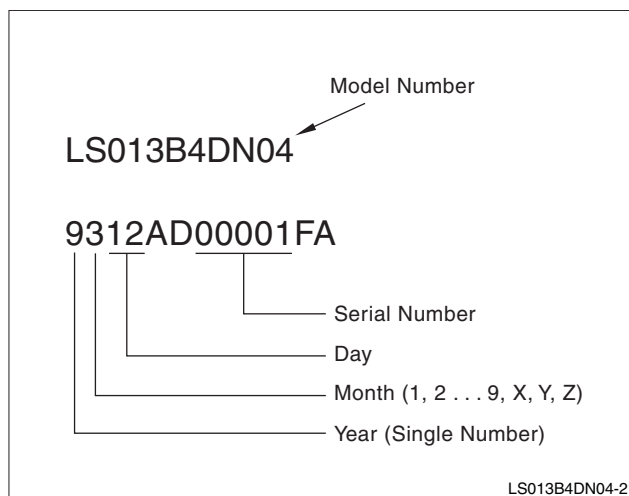 Model Number
LS013B4DN04
9312AD00001FA
Serial Number
Day
Month (1, 2 . . . 9, X, Y, Z)
Year (Single Number)
LS013B4DN04-2